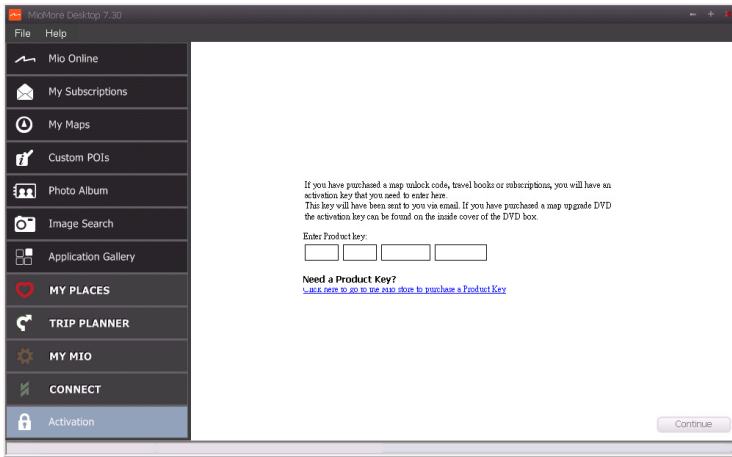 MioMore Desktop 7.30
File Help
Mio Online
My Subscriptions
My Maps
Custom POIs
Photo Album
Image Search
Application Gallery
MY PLACES
TRIP PLANNER
MY MIO
CONNECT
Activation
If you have purchased a map unlock code, travel books or subscriptions, you will have an
activation key that you need to enter here.
This key will have been sent to you via email. If you have purchased a map upgrade DVD
the activation key can be found on the inside cover of the DVD box.
Enter Product key:
Need a Product Key?
Click here to go to the Mio store to purchase a Product Key
Continue